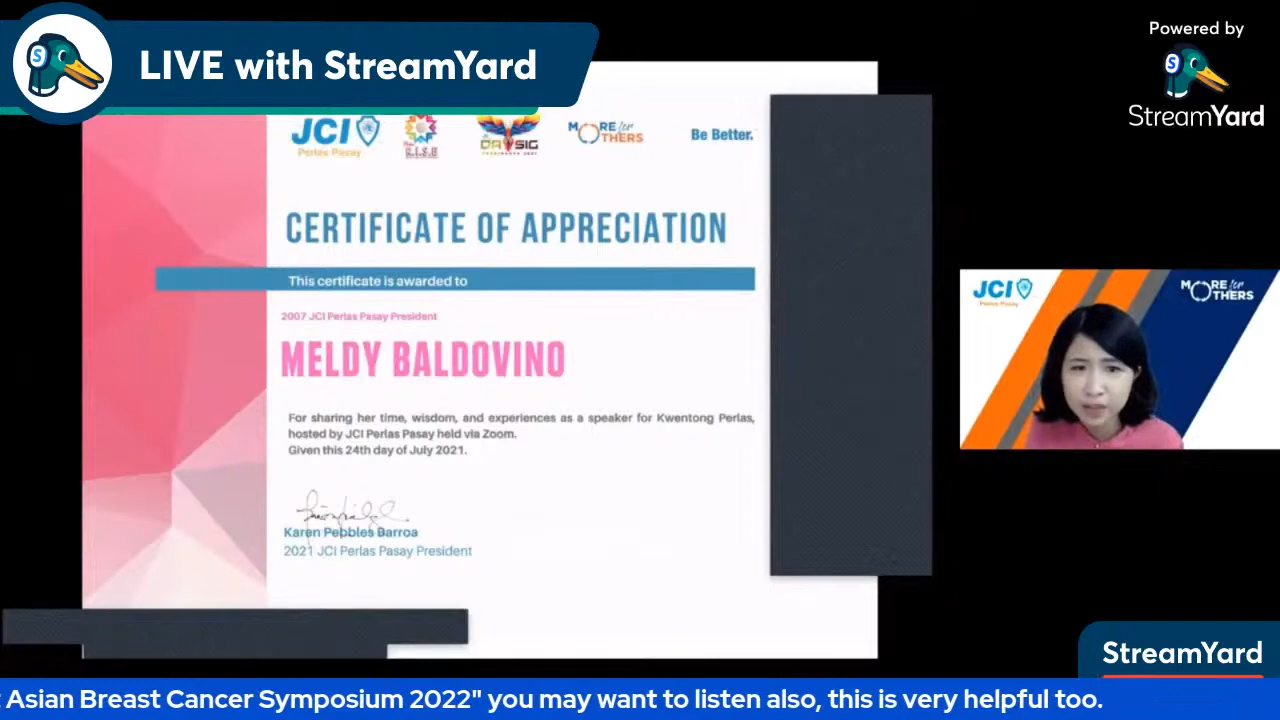 S
LIVE with StreamYard
Powered by
S
StreamYard
JCI
Perlas Pasay
R.I.S.E
DAYSIG
MORE for OTHERS
Be Better.
CERTIFICATE OF APPRECIATION
This certificate is awarded to
2007 JCI Perlas Pasay President
MELDY BALDOVINO
For sharing her time, wisdom, and experiences as a speaker for Kwentong Perlas,
hosted by JCI Perlas Pasay held via Zoom.
Given this 24th day of July 2021.
Karen Pebbles Barroa
2021 JCI Perlas Pasay President
JCI
Perlas Pasay
MORE for OTHERS
StreamYard
Asian Breast Cancer Symposium 2022" you may want to listen also, this is very helpful too.